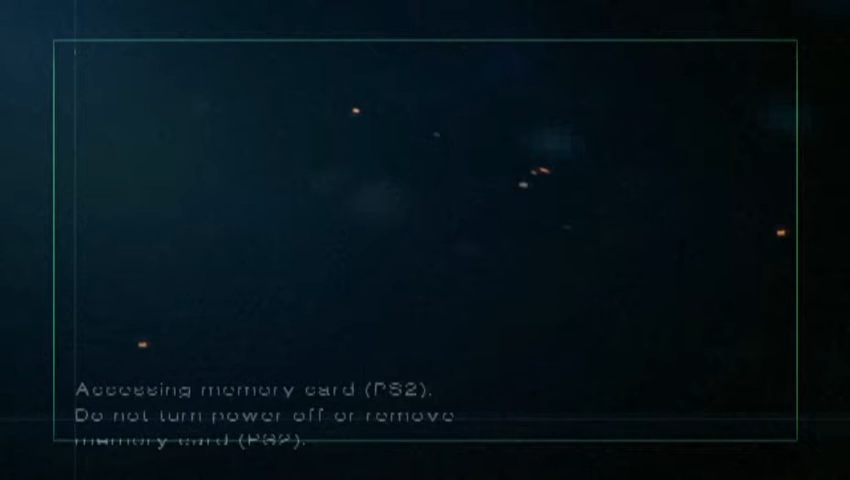 Accessing memory card (PS2).
Do not turn power off or remove
memory card (PS2).